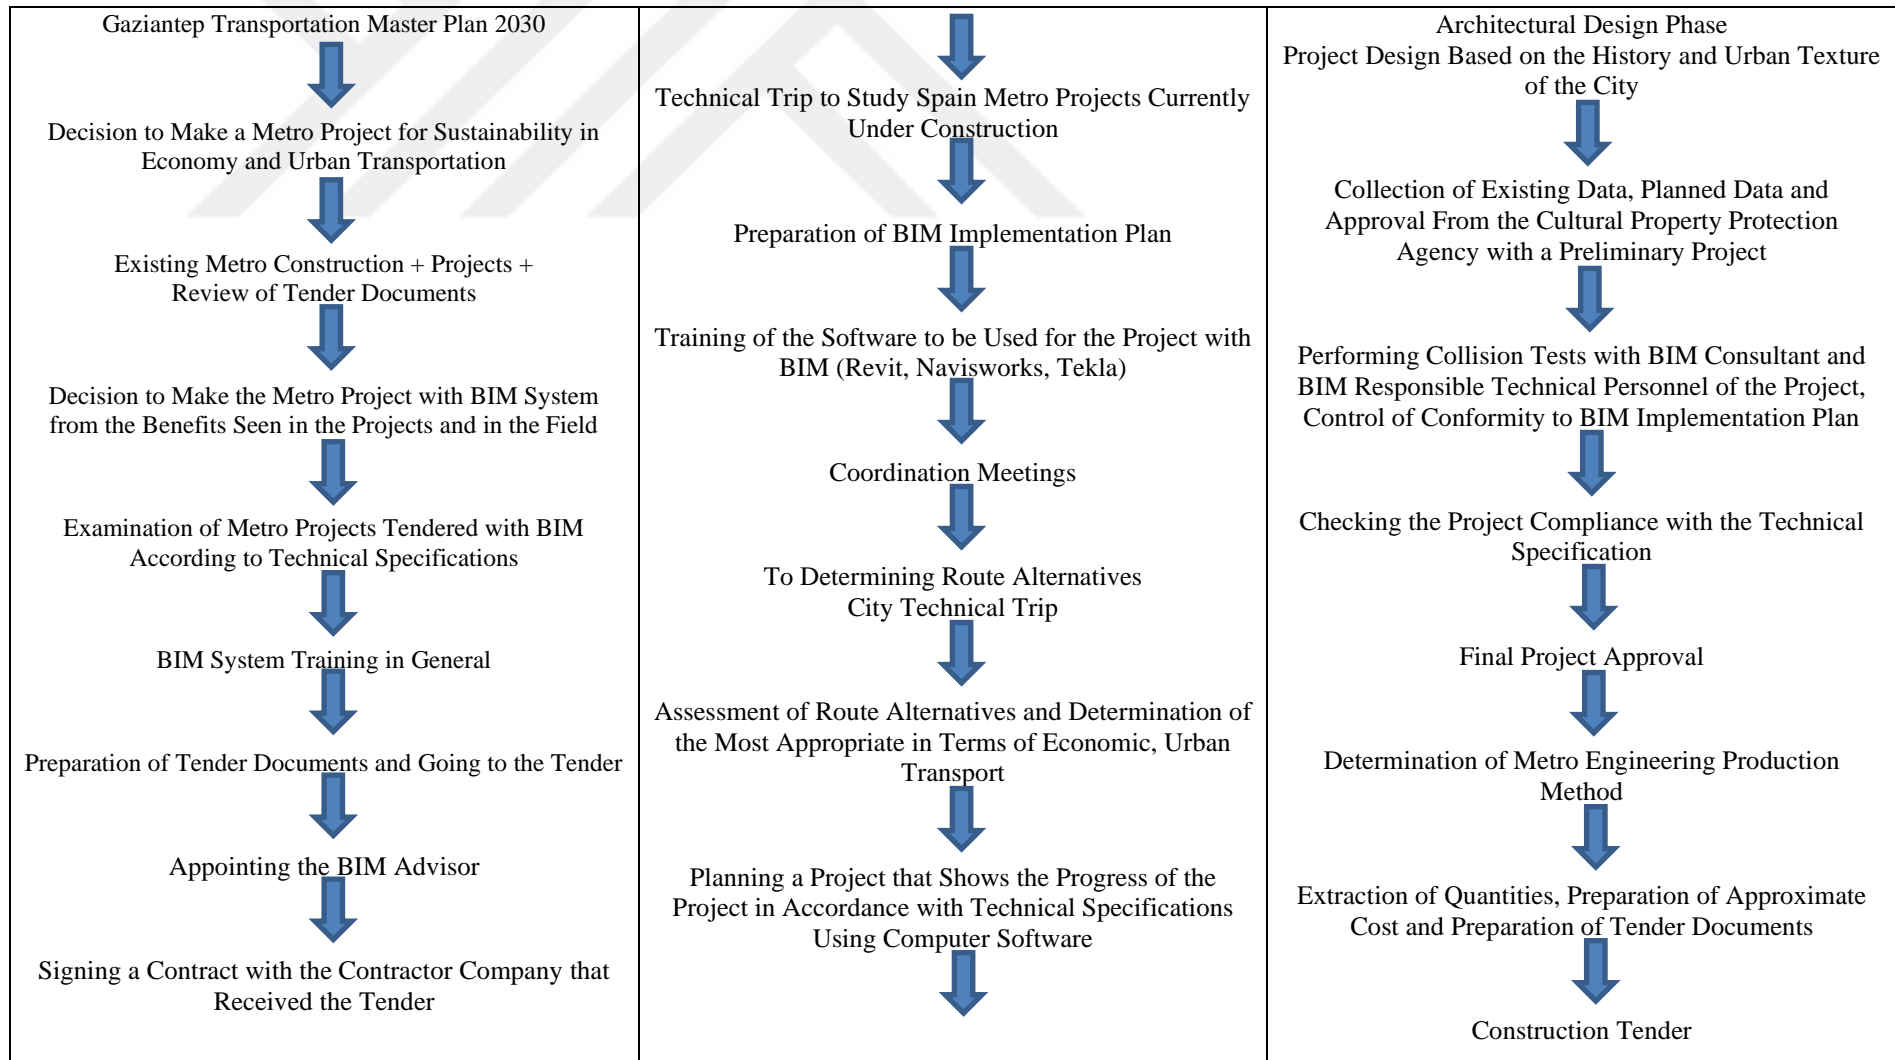 Gaziantep Transportation Master Plan 2030
Decision to Make a Metro Project for Sustainability in
Economy and Urban Transportation
Existing Metro Construction + Projects +
Review of Tender Documents
Decision to Make the Metro Project with BIM System
from the Benefits Seen in the Projects and in the Field
Examination of Metro Projects Tendered with BIM
According to Technical Specifications
BIM System Training in General
Preparation of Tender Documents and Going to the Tender
Appointing the BIM Advisor
Signing a Contract with the Contractor Company that
Received the Tender
Technical Trip to Study Spain Metro Projects Currently
Under Construction
Preparation of BIM Implementation Plan
Training of the Software to be Used for the Project with
BIM (Revit, Navisworks, Tekla)
Coordination Meetings
To Determining Route Alternatives
City Technical Trip
Assessment of Route Alternatives and Determination of
the Most Appropriate in Terms of Economic, Urban
Transport
Planning a Project that Shows the Progress of the
Project in Accordance with Technical Specifications
Using Computer Software
Architectural Design Phase
Project Design Based on the History and Urban Texture
of the City
Collection of Existing Data, Planned Data and
Approval From the Cultural Property Protection
Agency with a Preliminary Project
Performing Collision Tests with BIM Consultant and
BIM Responsible Technical Personnel of the Project,
Control of Conformity to BIM Implementation Plan
Checking the Project Compliance with the Technical
Specification
Final Project Approval
Determination of Metro Engineering Production
Method
Extraction of Quantities, Preparation of Approximate
Cost and Preparation of Tender Documents
Construction Tender